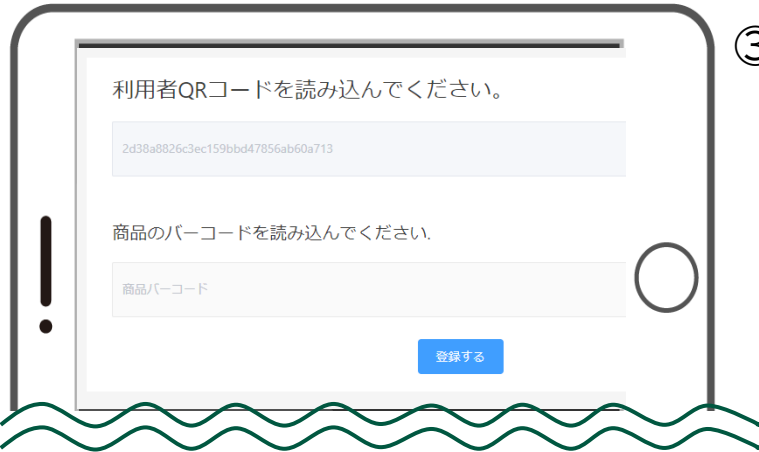 ③
利用者QRコードを読み込んでください。
2d38a8826c3ec159bbd47856ab60a713
商品のバーコードを読み込んでください.
商品バーコード
登録する